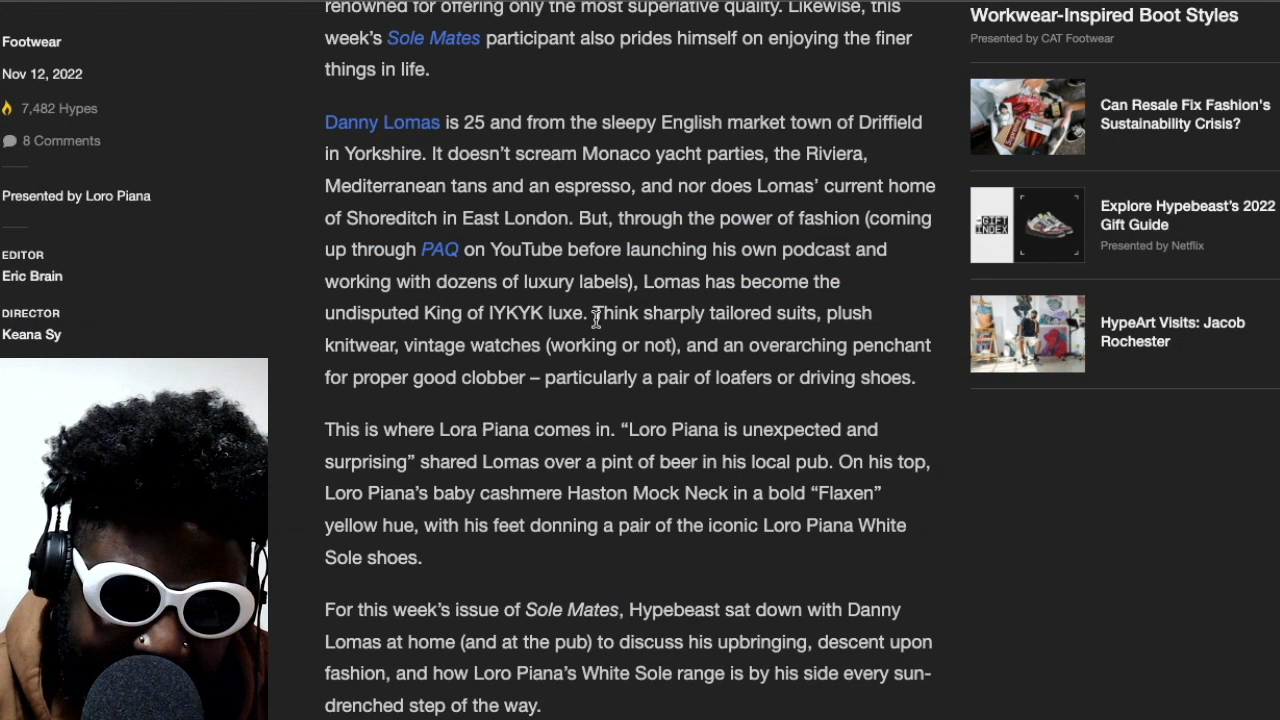 Footwear
Nov 12, 2022
7,482 Hypes
8 Comments
Presented by Loro Piana
EDITOR
Eric Brain
DIRECTOR
Keana Sy
renowned for offering only the most superlative quality. Likewise, this
week’s Sole Mates participant also prides himself on enjoying the finer
things in life.
Danny Lomas is 25 and from the sleepy English market town of Driffield
in Yorkshire. It doesn’t scream Monaco yacht parties, the Riviera,
Mediterranean tans and an espresso, and nor does Lomas’ current home
of Shoreditch in East London. But, through the power of fashion (coming
up through PAQ on YouTube before launching his own podcast and
working with dozens of luxury labels), Lomas has become the
undisputed King of IYKYK luxe. Think sharply tailored suits, plush
knitwear, vintage watches (working or not), and an overarching penchant
for proper good clobber – particularly a pair of loafers or driving shoes.
This is where Lora Piana comes in. “Loro Piana is unexpected and
surprising” shared Lomas over a pint of beer in his local pub. On his top,
Loro Piana’s baby cashmere Haston Mock Neck in a bold “Flaxen”
yellow hue, with his feet donning a pair of the iconic Loro Piana White
Sole shoes.
For this week’s issue of Sole Mates, Hypebeast sat down with Danny
Lomas at home (and at the pub) to discuss his upbringing, descent upon
fashion, and how Loro Piana’s White Sole range is by his side every sun-
drenched step of the way.
Workwear-Inspired Boot Styles
Presented by CAT Footwear
Can Resale Fix Fashion's
Sustainability Crisis?
GIFT
INDEX
Explore Hypebeast’s 2022
Gift Guide
Presented by Netflix
HypeArt Visits: Jacob
Rochester